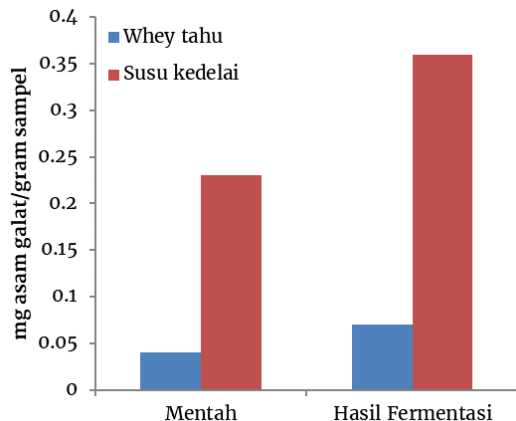 0.4
0.35
0.3
0.25
0.2
0.15
0.1
0.05
0
mg asam galat/gram sampel
Whey tahu
Susu kedelai
Mentah
Hasil Fermentasi